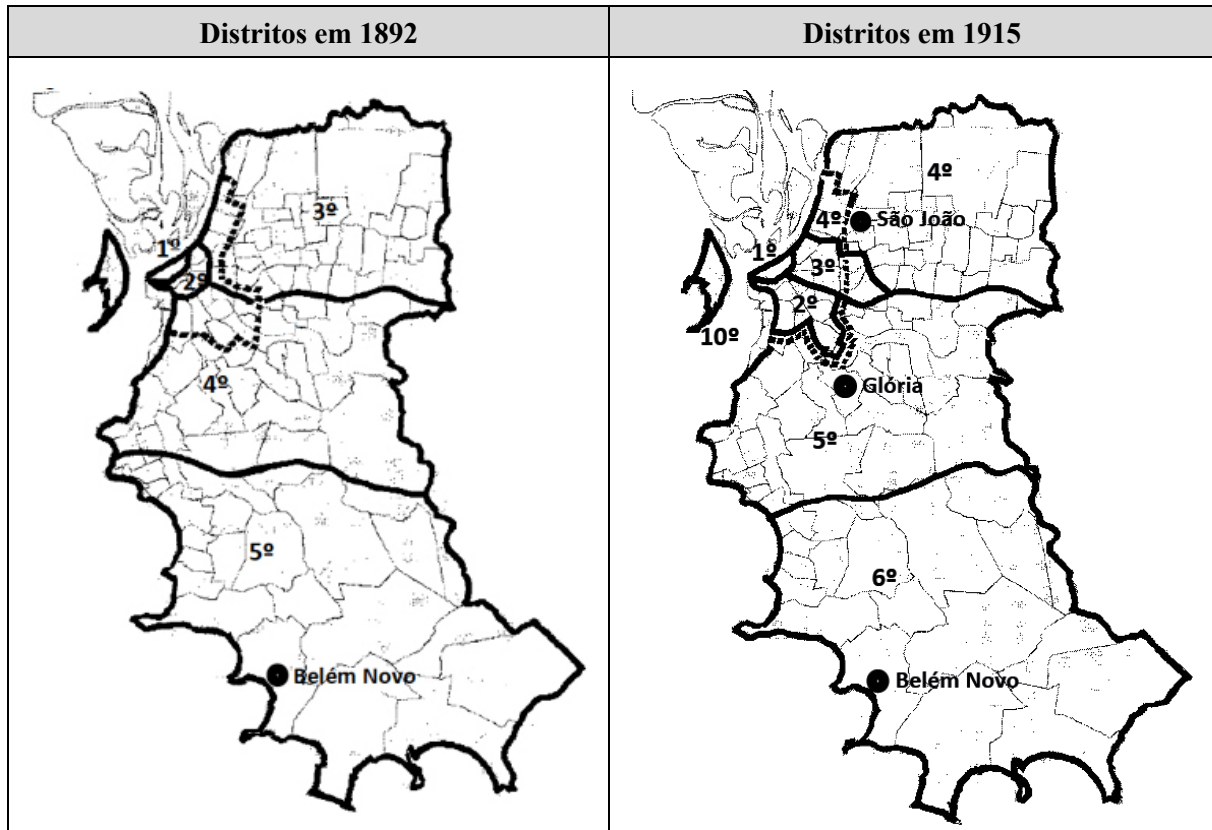 Distritos em 1892
Distritos em 1915
3º
1º
2º
4º
5º
Belém Novo
4º
4º
São João
1º
3º
2º
10º
Glória
5º
6º
Belém Novo